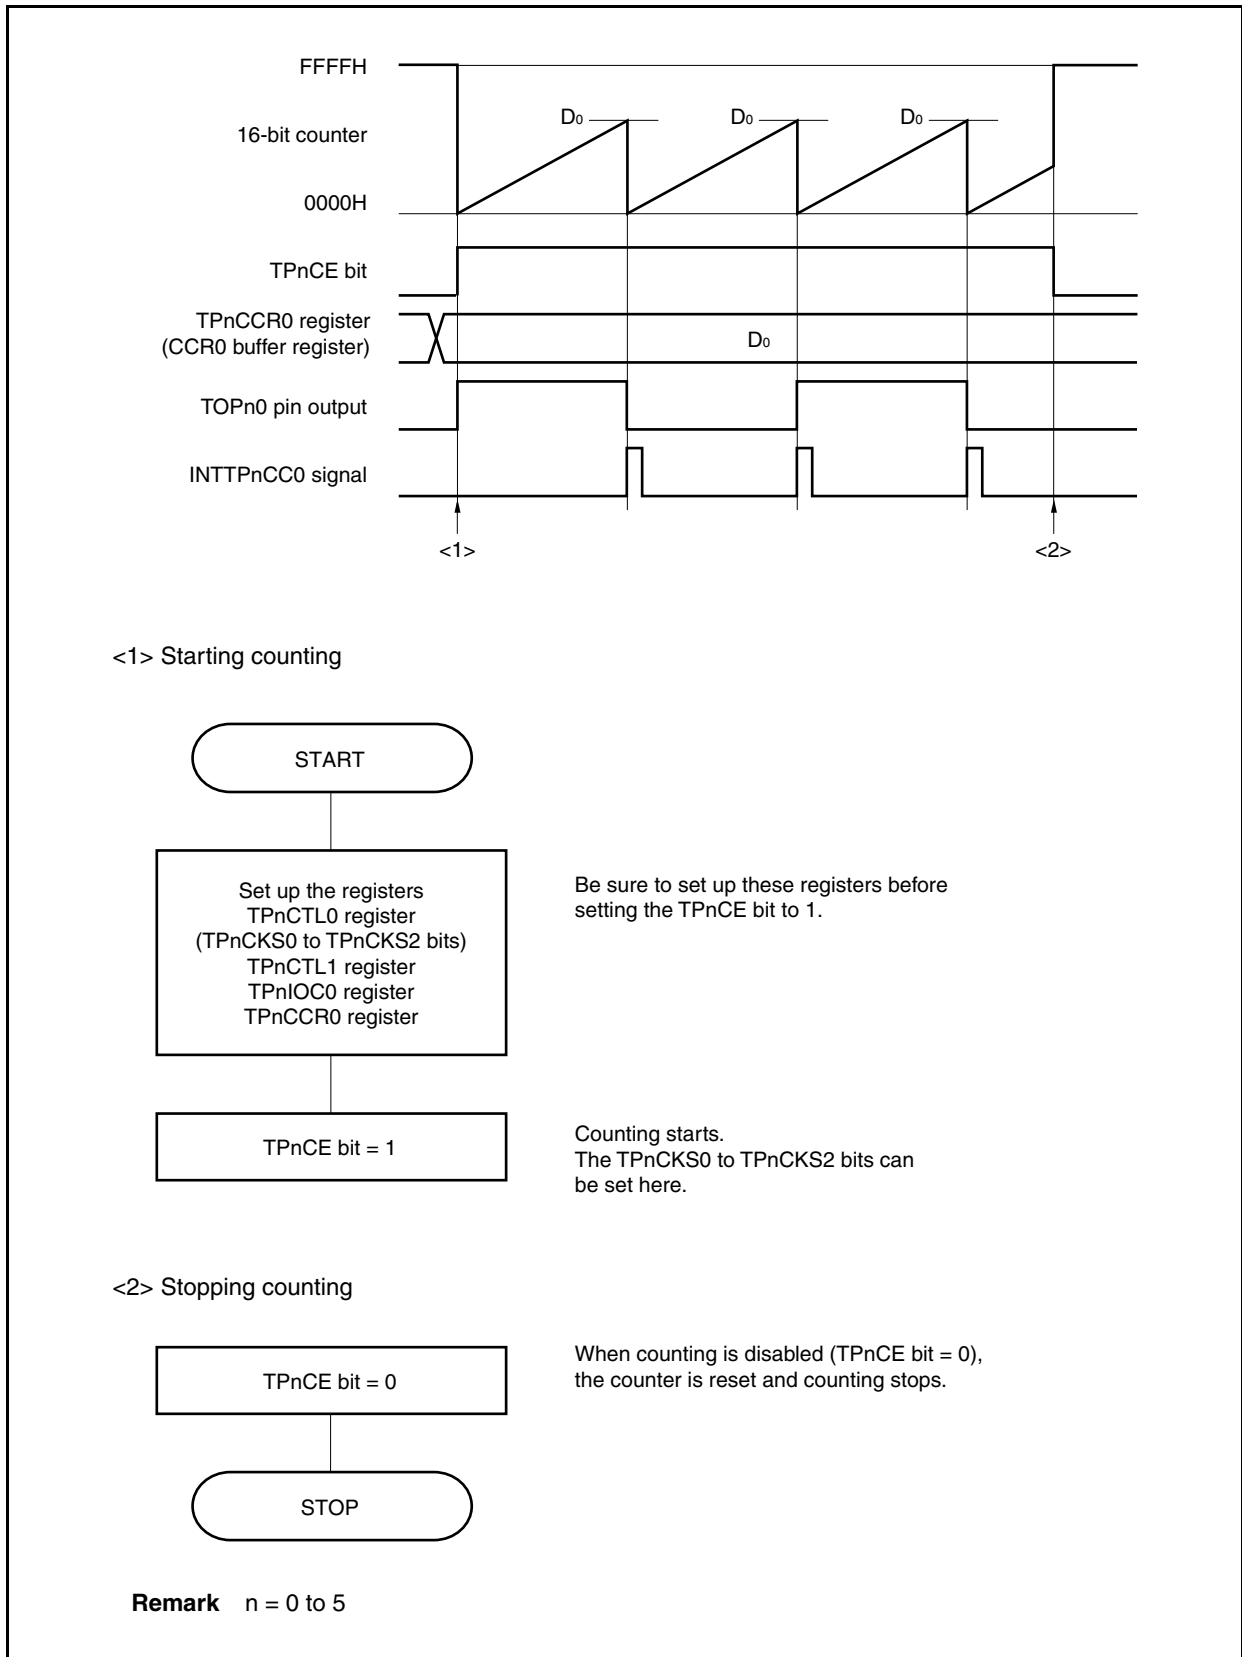 FFFFH
D0 D0 D0
16-bit counter
0000H
TPnCE bit
TPnCCR0 register
(CCR0 buffer register)
D0
TOPn0 pin output
INTTPnCC0 signal
<1> <2>
<1> Starting counting
START
Set up the registers
TPnCTL0 register
(TPnCKS0 to TPnCKS2 bits)
TPnCTL1 register
TPnIOC0 register
TPnCCR0 register
Be sure to set up these registers before
setting the TPnCE bit to 1.
TPnCE bit = 1
Counting starts.
The TPnCKS0 to TPnCKS2 bits can
be set here.
<2> Stopping counting
TPnCE bit = 0
When counting is disabled (TPnCE bit = 0),
the counter is reset and counting stops.
STOP
Remark n = 0 to 5